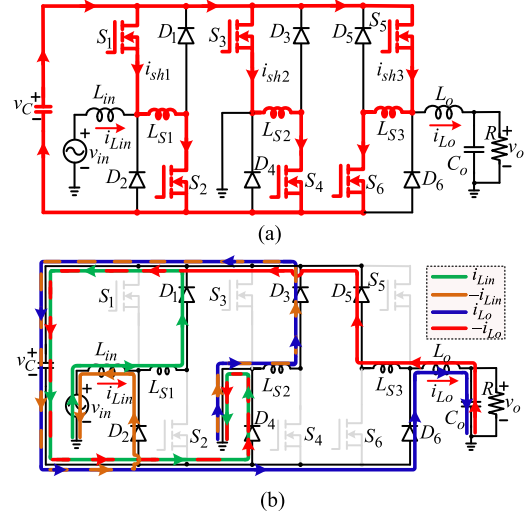 S1 D1 S3 D3 D5 S5
ish1 ish2 ish3
vC + − Lin LS1 LS2 LS3 Lo
iLin iLo
+ vin − D2 S2 D4 S4 S6 D6 Co R + vo −
(a)
S1 D1 S3 D3 D5 S5
iLin
−iLin
iLo
−iLo
vC + − Lin LS1 LS2 LS3 Lo
iLin iLo
+ vin − D2 S2 D4 S4 S6 D6 Co R + vo −
(b)